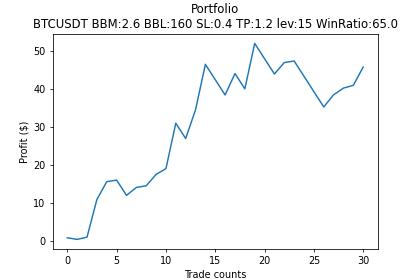 Portfolio
BTCUSDT BBM:2.6 BBL:160 SL:0.4 TP:1.2 lev:15 WinRatio:65.0
50
40
30
20
10
0
Profit ($)
0 5 10 15 20 25 30
Trade counts